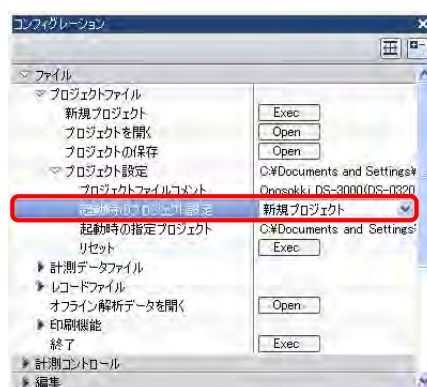 コンフィグレーション
ファイル
プロジェクトファイル
新規プロジェクト Exec
プロジェクトを開く Open
プロジェクトの保存 Open
プロジェクト設定 C:¥Documents and Settings¥
プロジェクトファイルコメント Onosokki DS-3000(DS-0320
起動時のプロジェクト設定 新規プロジェクト
起動時の指定プロジェクト C:¥Documents and Settings
リセット Exec
計測データファイル
レコードファイル
オフライン解析データを開く Open
印刷機能
終了 Exec
計測コントロール
編集